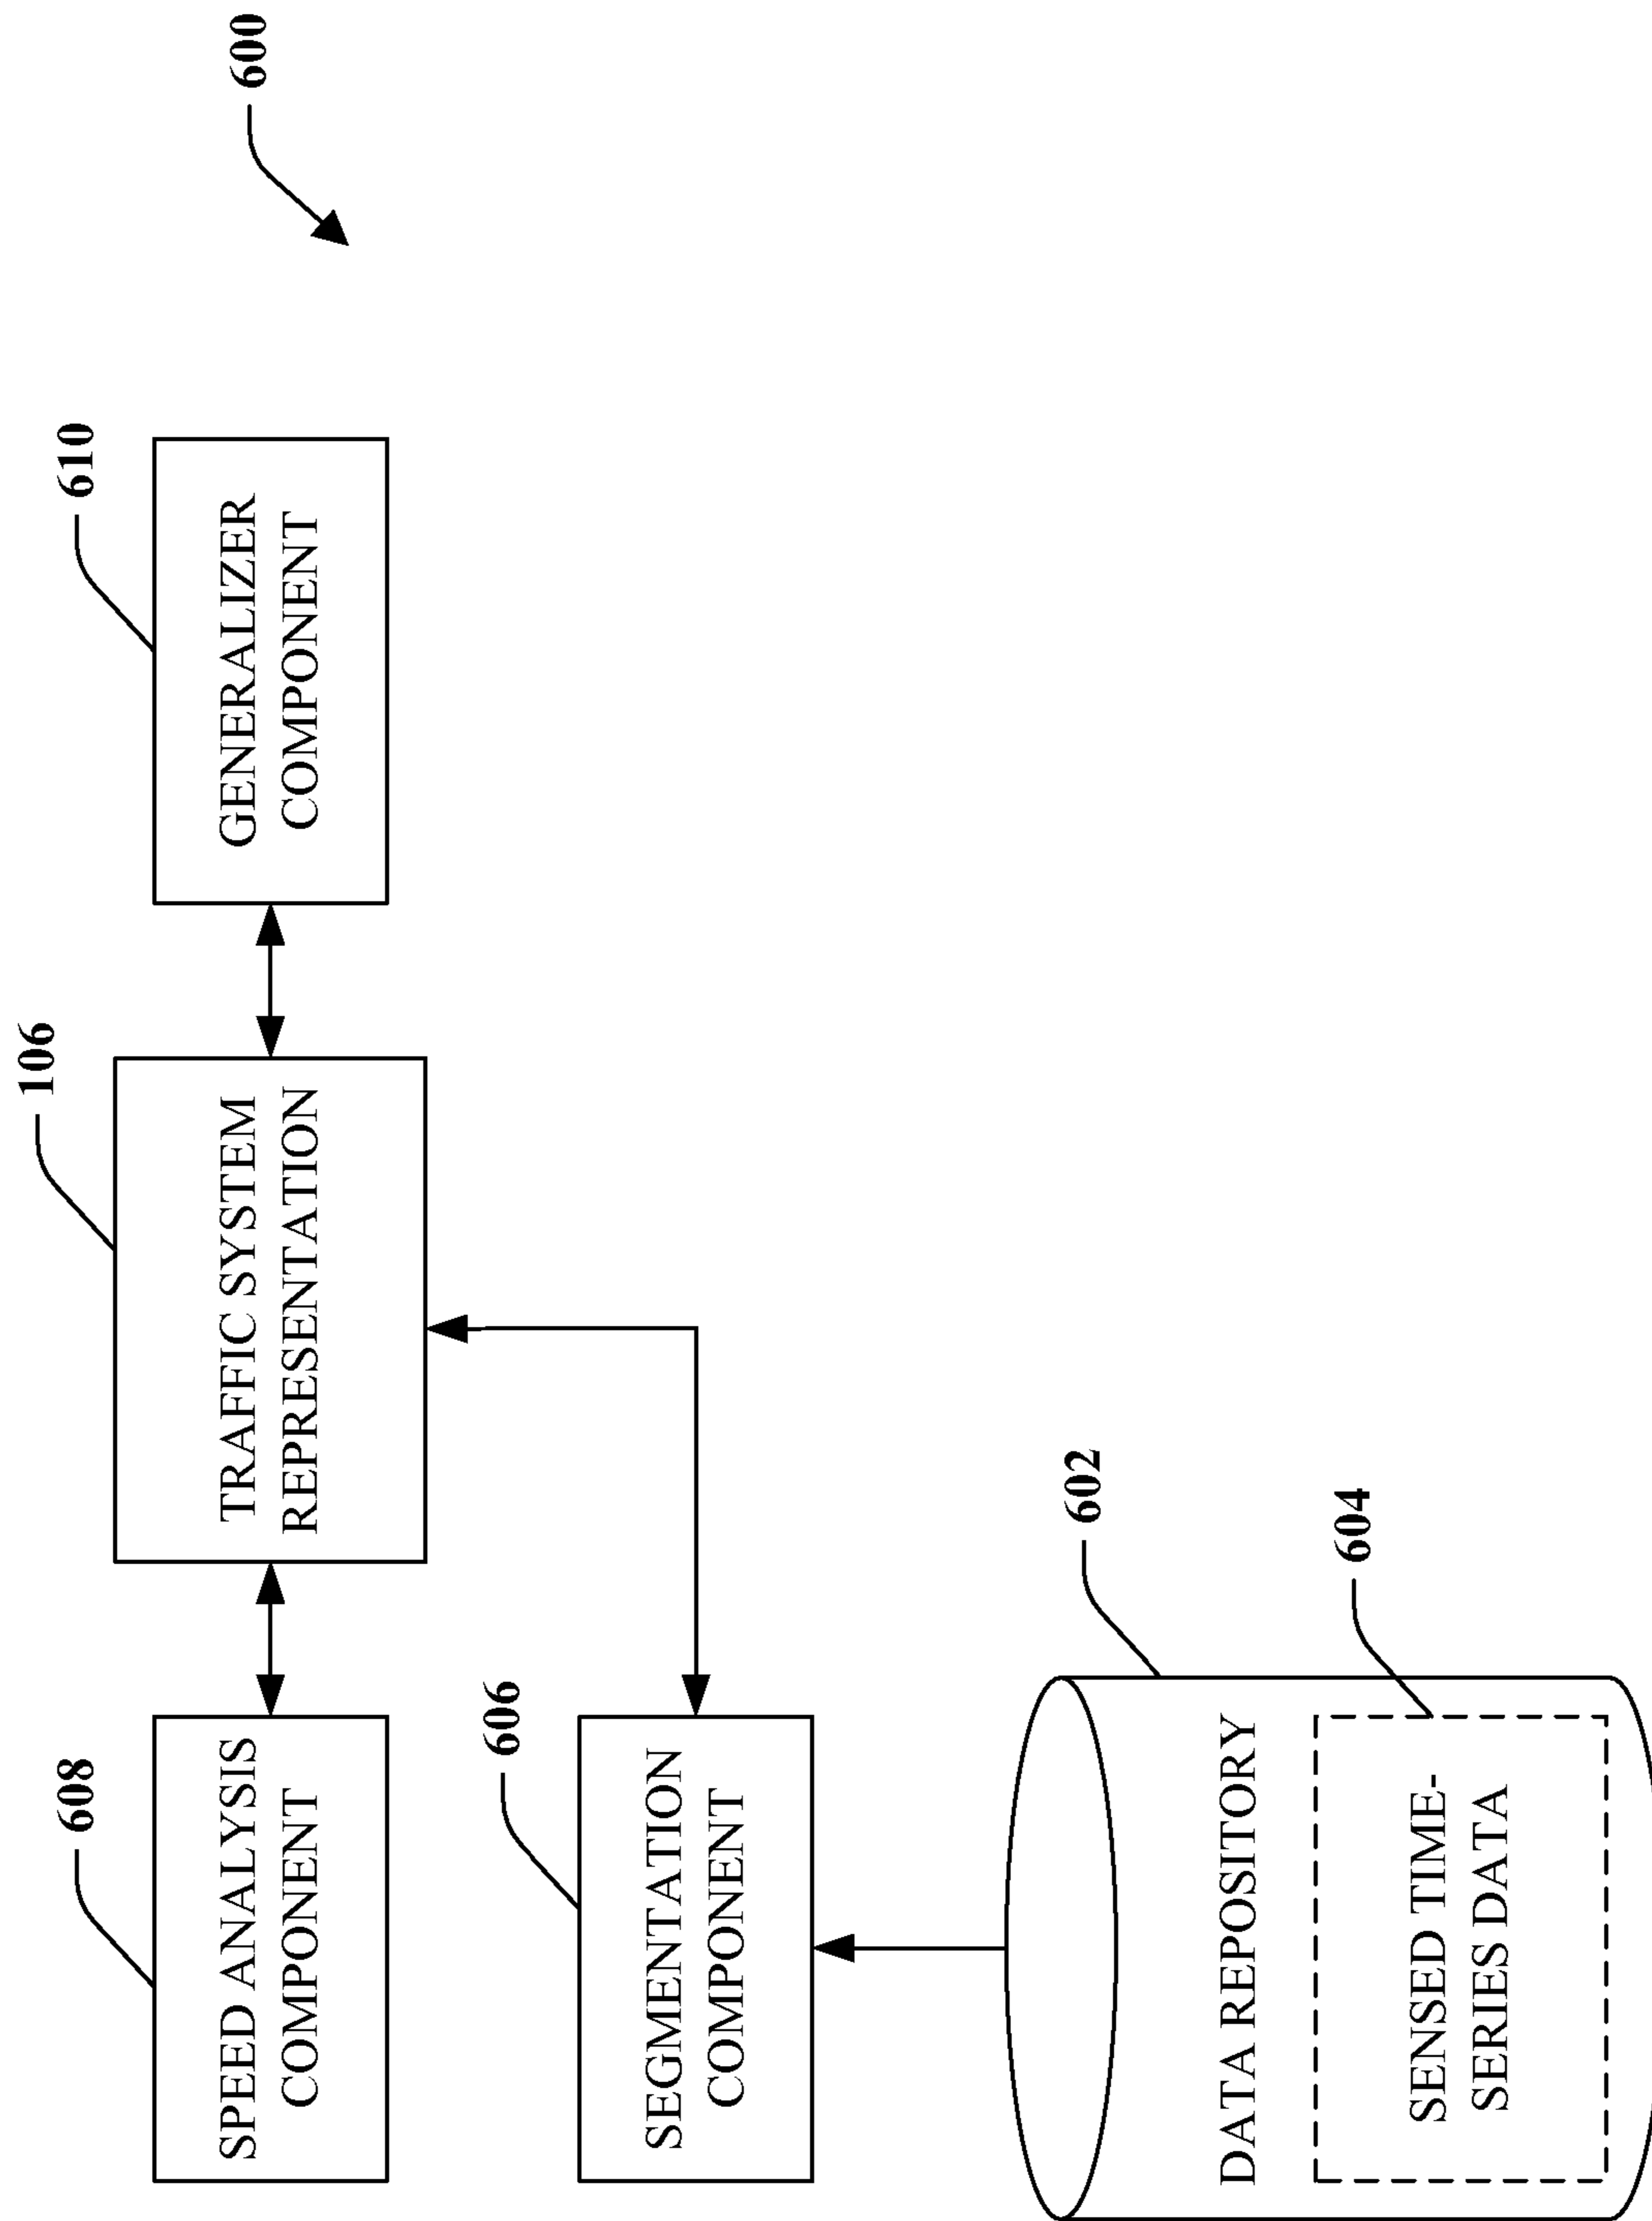 600
608
SPEED ANALYSIS
COMPONENT
106
TRAFFIC SYSTEM
REPRESENTATION
610
GENERALIZER
COMPONENT
606
SEGMENTATION
COMPONENT
602
DATA REPOSITORY
604
SENSED TIME-
SERIES DATA